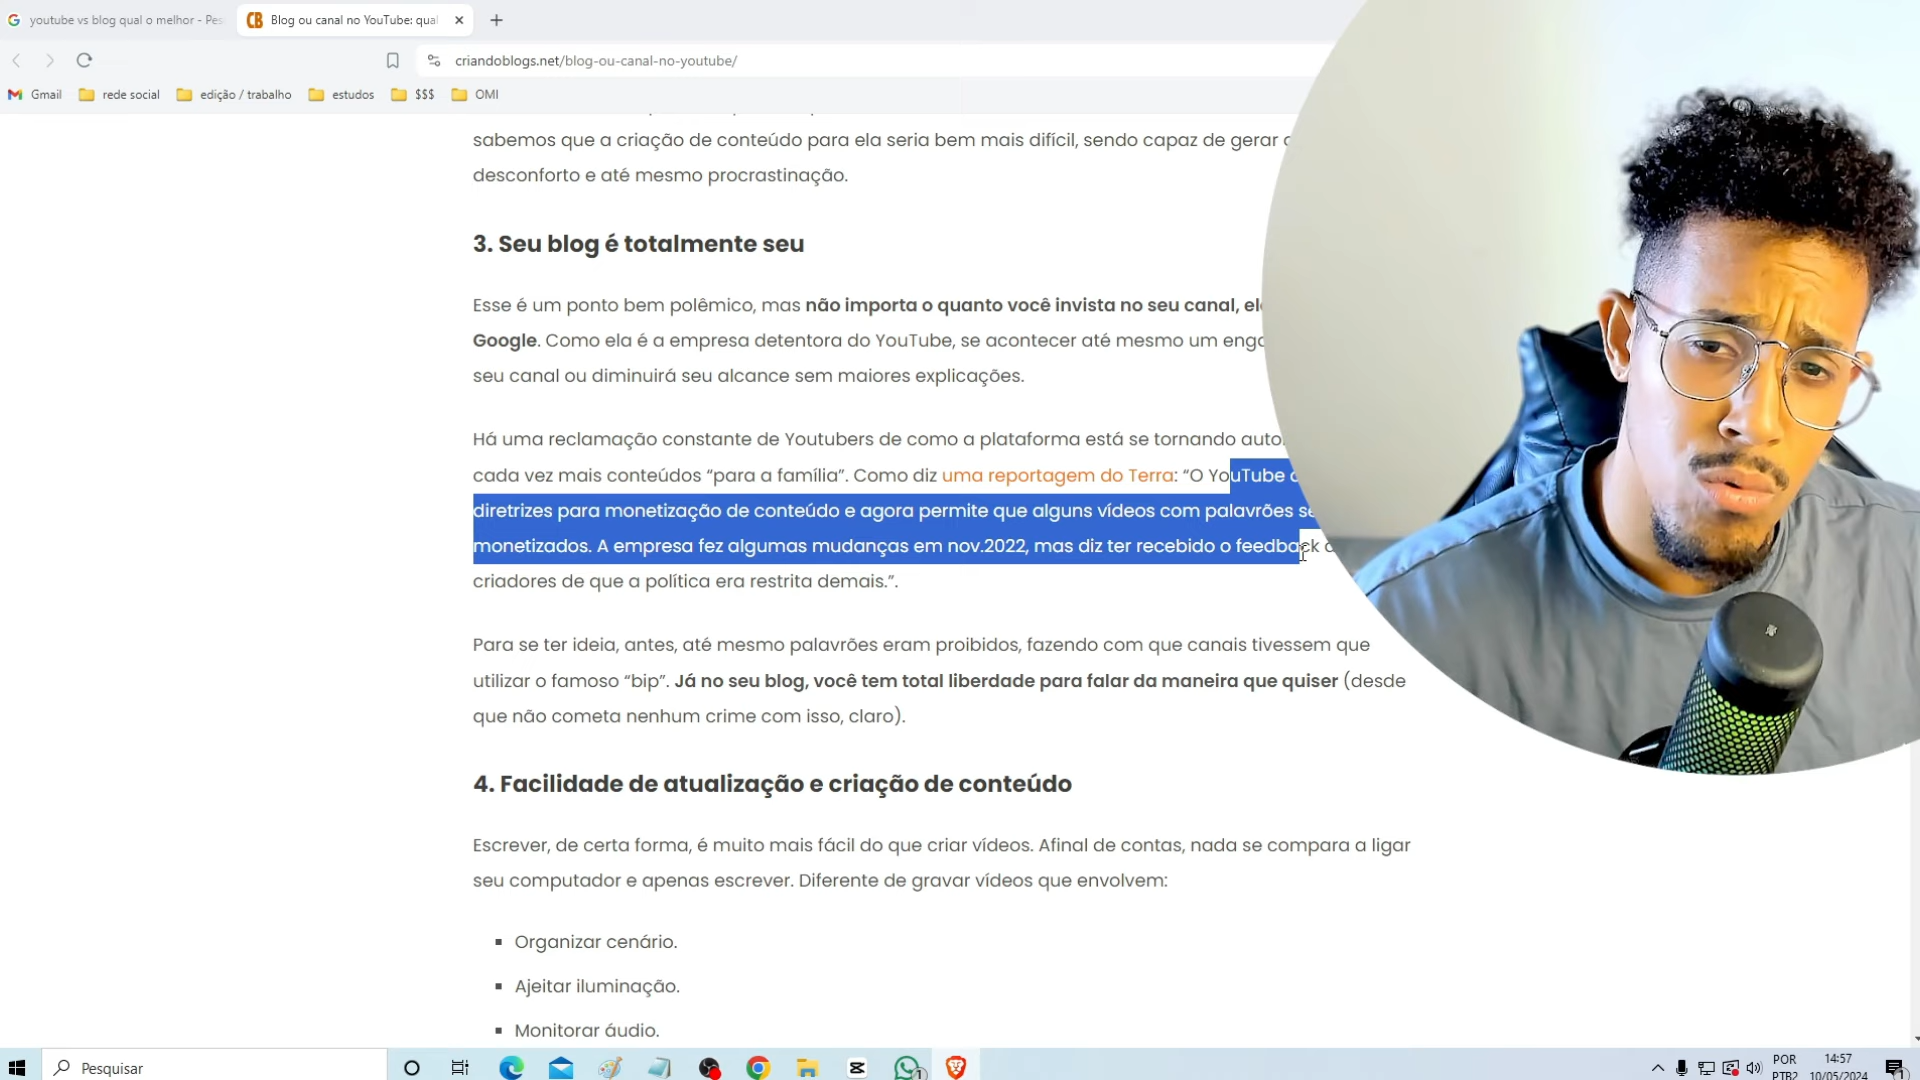 youtube vs blog qual o melhor - Pes
Blog ou canal no YouTube: qual
criandoblogs.net/blog-ou-canal-no-youtube/
Gmail
rede social
edição / trabalho
estudos
$$$
OMI
sabemos que a criação de conteúdo para ela seria bem mais difícil, sendo capaz de gerar
desconforto e até mesmo procrastinação.
3. Seu blog é totalmente seu
Esse é um ponto bem polêmico, mas não importa o quanto você invista no seu canal,
Google. Como ela é a empresa detentora do YouTube, se acontecer até mesmo um
seu canal ou diminuirá seu alcance sem maiores explicações.
Há uma reclamação constante de Youtubers de como a plataforma está se tornando
cada vez mais conteúdos “para a família”. Como diz uma reportagem do Terra: “O YouTube
diretrizes para monetização de conteúdo e agora permite que alguns vídeos com palavrões
monetizados. A empresa fez algumas mudanças em nov.2022, mas diz ter recebido o feedback
criadores de que a política era restrita demais.”.
Para se ter ideia, antes, até mesmo palavrões eram proibidos, fazendo com que canais tivessem que
utilizar o famoso “bip”. Já no seu blog, você tem total liberdade para falar da maneira que quiser (desde
que não cometa nenhum crime com isso, claro).
4. Facilidade de atualização e criação de conteúdo
Escrever, de certa forma, é muito mais fácil do que criar vídeos. Afinal de contas, nada se compara a ligar
seu computador e apenas escrever. Diferente de gravar vídeos que envolvem:
Organizar cenário.
Ajeitar iluminação.
Monitorar áudio.
Pesquisar
POR
PTB2
14:57
10/05/2024